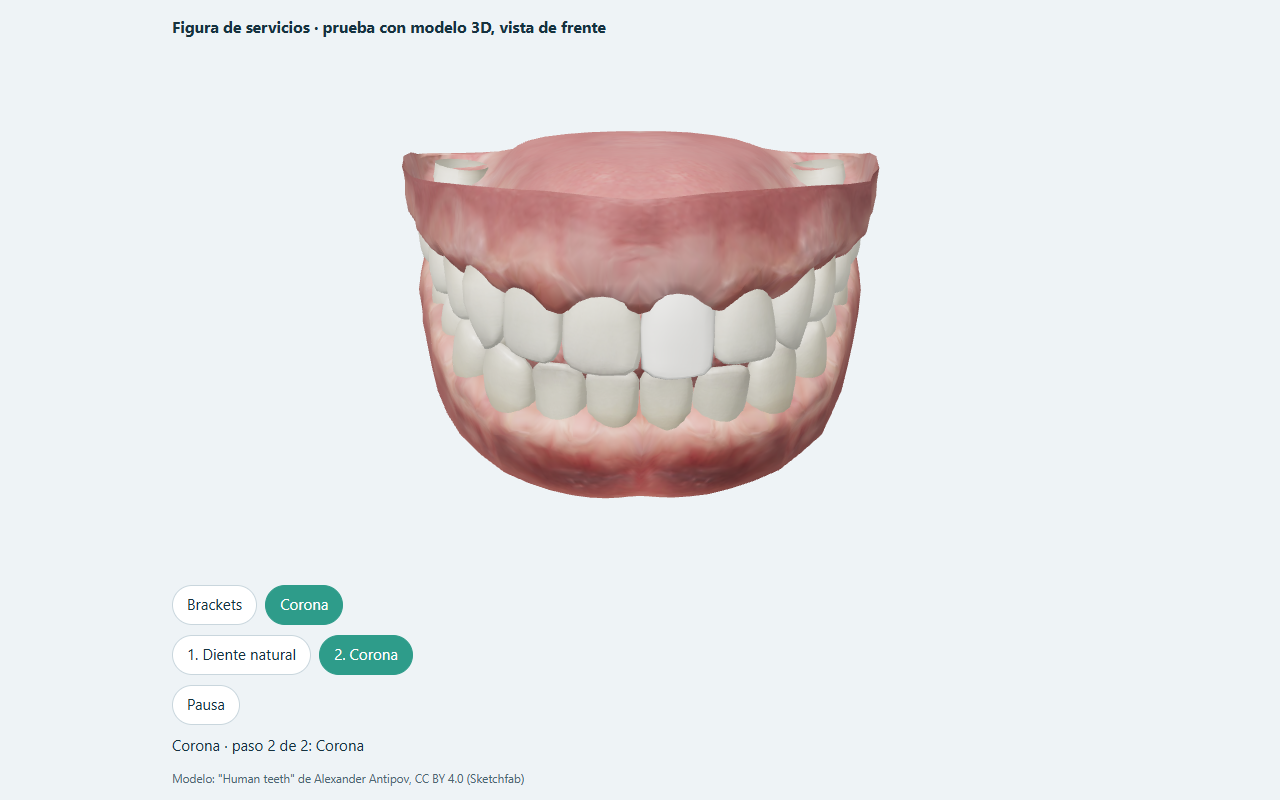 Figura de servicios · prueba con modelo 3D, vista de frente
Brackets
Corona
1. Diente natural
2. Corona
Pausa
Corona · paso 2 de 2: Corona
Modelo: "Human teeth" de Alexander Antipov, CC BY 4.0 (Sketchfab)